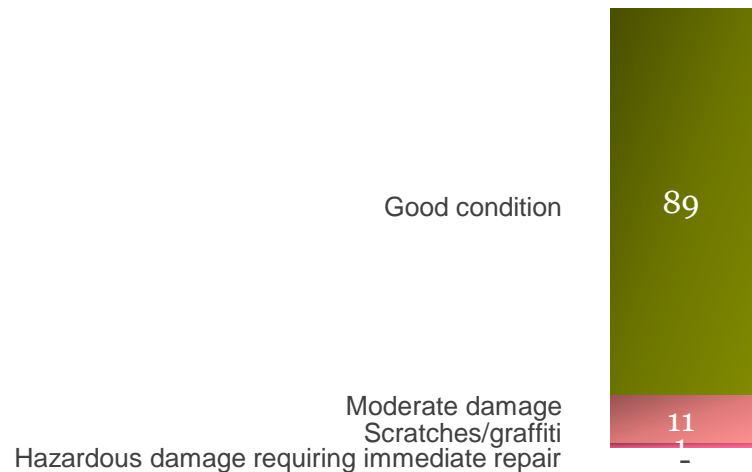 Good condition 89
Moderate damage
Scratches/graffiti 11
1
Hazardous damage requiring immediate repair -